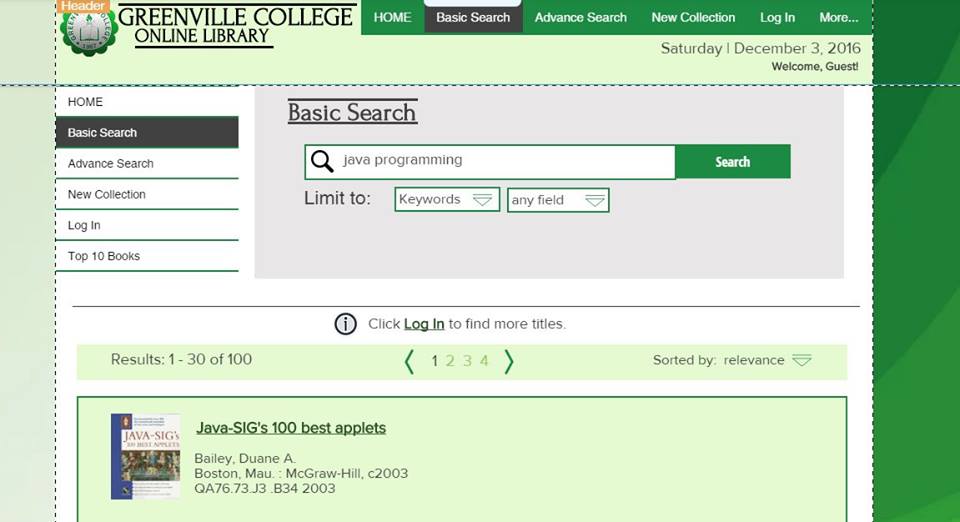 Header
GREENVILLE COLLEGE
ONLINE LIBRARY
HOME
Basic Search
Advance Search
New Collection
Log In
More...
Saturday | December 3, 2016
Welcome, Guest!
HOME
Basic Search
Advance Search
New Collection
Log In
Top 10 Books
Basic Search
java programming
Search
Limit to:
Keywords
any field
Click Log In to find more titles.
Results: 1 - 30 of 100
1 2 3 4
Sorted by: relevance
JAVA-SIG's
100 BEST APPLETS
Java-SIG's 100 best applets
Bailey, Duane A.
Boston, Mau. : McGraw-Hill, c2003
QA76.73.J3 .B34 2003